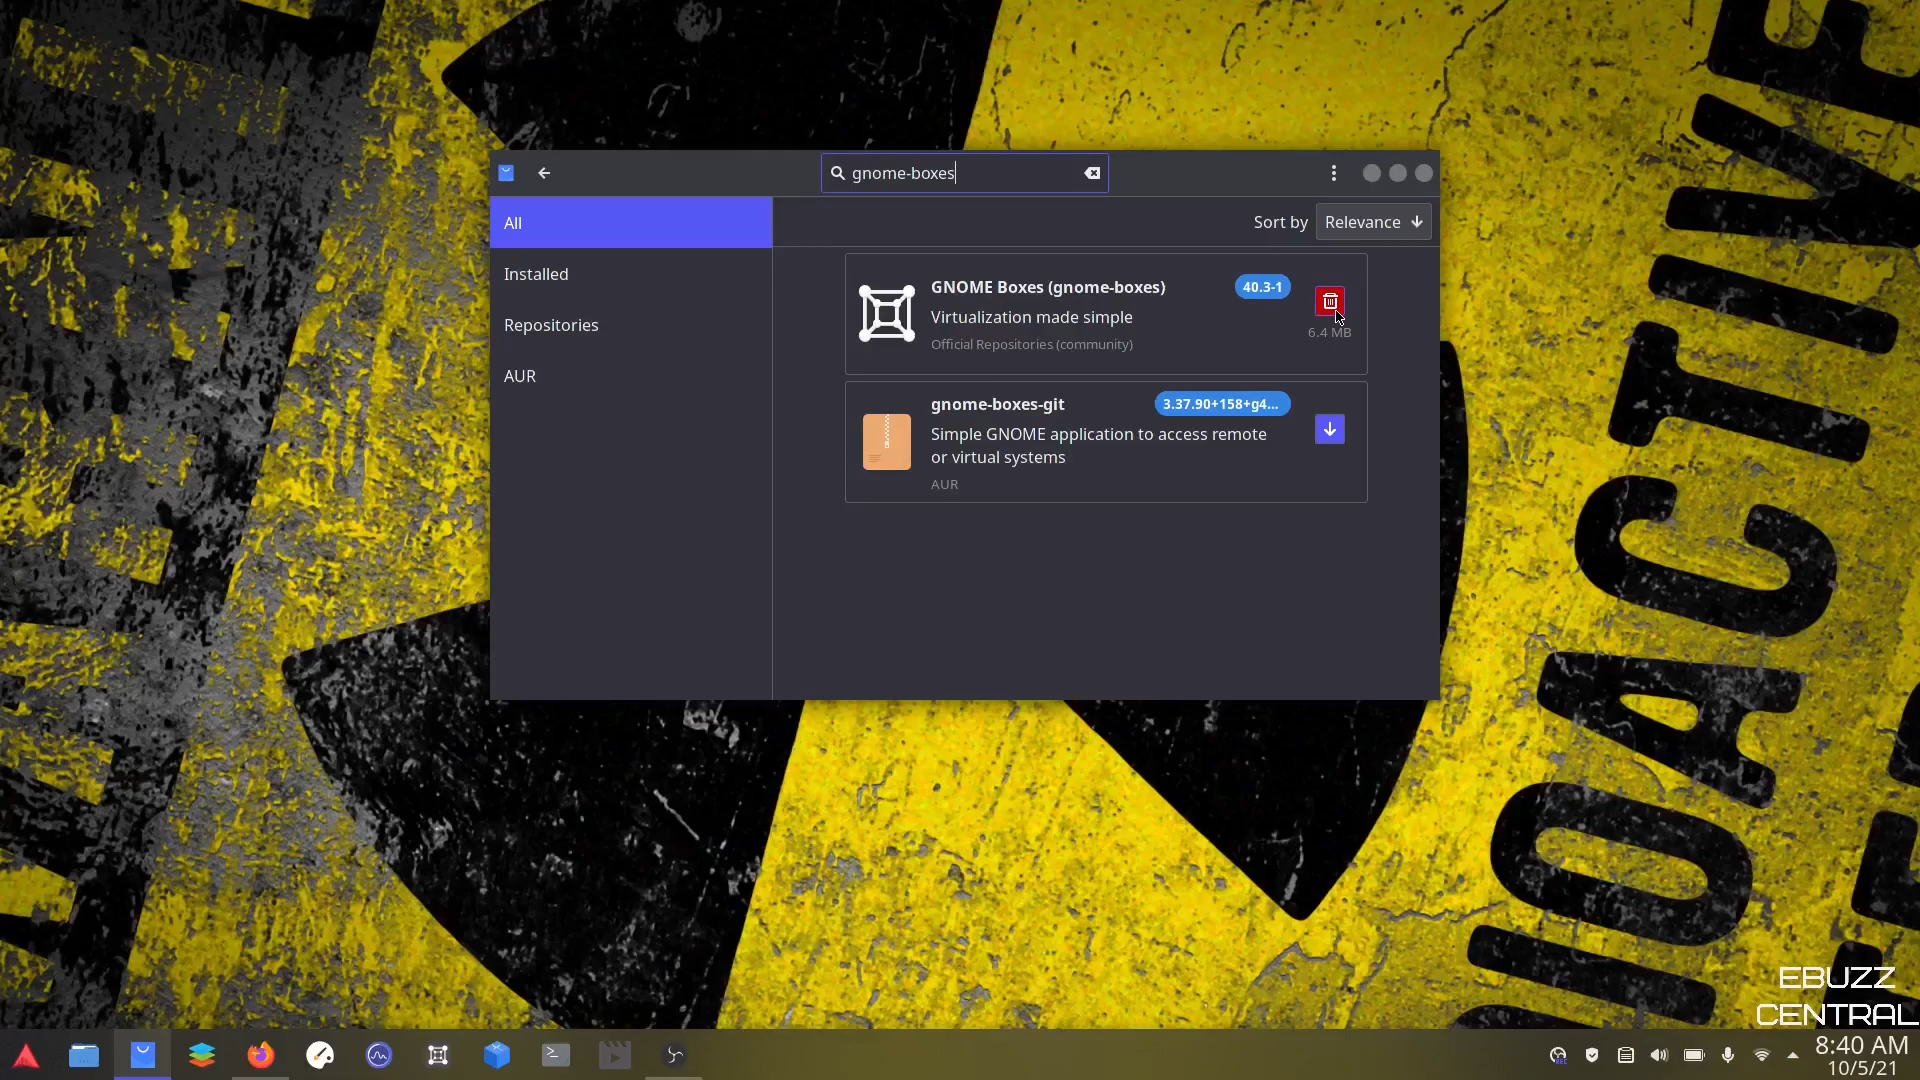 gnome-boxes
All
Sort by Relevance
Installed
GNOME Boxes (gnome-boxes) 40.3-1
Virtualization made simple
6.4 MB
Repositories
Official Repositories (community)
AUR
gnome-boxes-git 3.37.90+158+g4...
Simple GNOME application to access remote
or virtual systems
AUR
EBUZZ
CENTRAL
8:40 AM
10/5/21